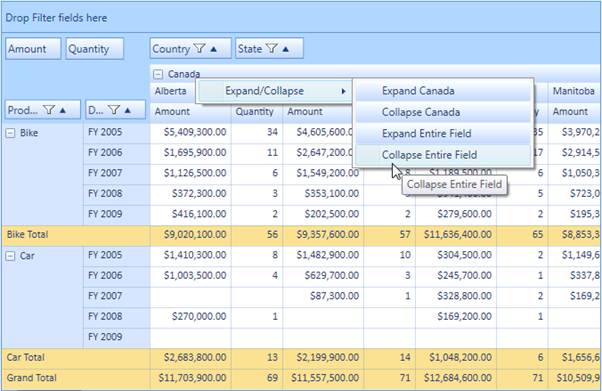 Drop Filter fields here
Amount Quantity Country State
Canada
Alberta Expand/Collapse Expand Canada Manitoba
Prod... D... Amount Quantity Amount Collapse Canada Amount
Bike FY 2005 $5,409,300.00 34 $4,605,600.0 Expand Entire Field 35 $3,970,2
FY 2006 $1,695,900.00 11 $2,647,200. Collapse Entire Field 17 $2,914,5
FY 2007 $1,126,500.00 6 $1,549,200.00 8 $1,189,500.00 6 $1,050,3
FY 2008 $372,300.00 3 $353,100.00 Collapse Entire Field 5 $723,0
FY 2009 $416,100.00 2 $202,500.00 2 $279,600.00 2 $195,3
Bike Total $9,020,100.00 56 $9,357,600.00 57 $11,636,400.00 65 $8,853,3
Car FY 2005 $1,410,300.00 8 $1,482,900.00 10 $304,500.00 2 $1,149,6
FY 2006 $1,003,500.00 4 $629,700.00 3 $245,700.00 1 $337,8
FY 2007 $87,300.00 1 $328,800.00 2 $169,2
FY 2008 $270,000.00 1 $169,200.00 1
FY 2009
Car Total $2,683,800.00 13 $2,199,900.00 14 $1,048,200.00 6 $1,656,6
Grand Total $11,703,900.00 69 $11,557,500.00 71 $12,684,600.00 71 $10,509,9